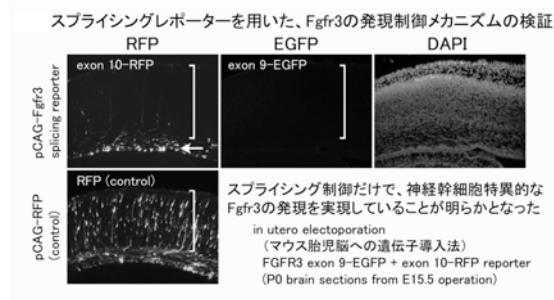 スプライシングレポーターを用いた、Fgfr3の発現制御メカニズムの検証
RFP
EGFP
DAPI
pCAG-Fgfr3
splicing reporter
exon 10-RFP
exon 9-EGFP
pCAG-RFP
(control)
RFP (control)
スプライシング制御だけで、神経幹細胞特異的な
Fgfr3の発現を実現していることが明らかとなった
in utero electoporation
(マウス胎児脳への遺伝子導入法)
FGFR3 exon 9-EGFP + exon 10-RFP reporter
(P0 brain sections from E15.5 operation)